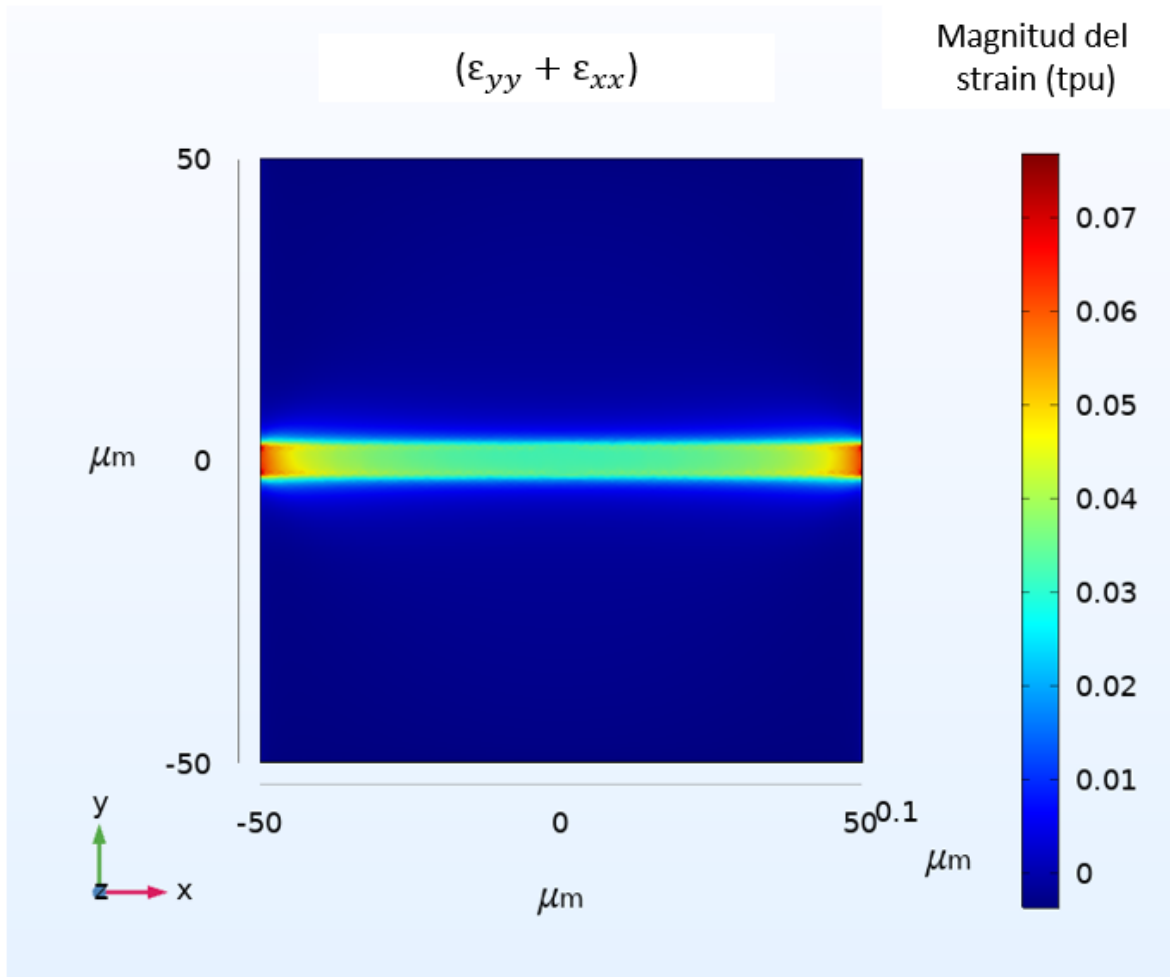 (ε_yy + ε_xx)
Magnitud del
strain (tpu)
50
0
-50
μm
-50
0
50
0.1
μm
μm
y
z
x
0.07
0.06
0.05
0.04
0.03
0.02
0.01
0